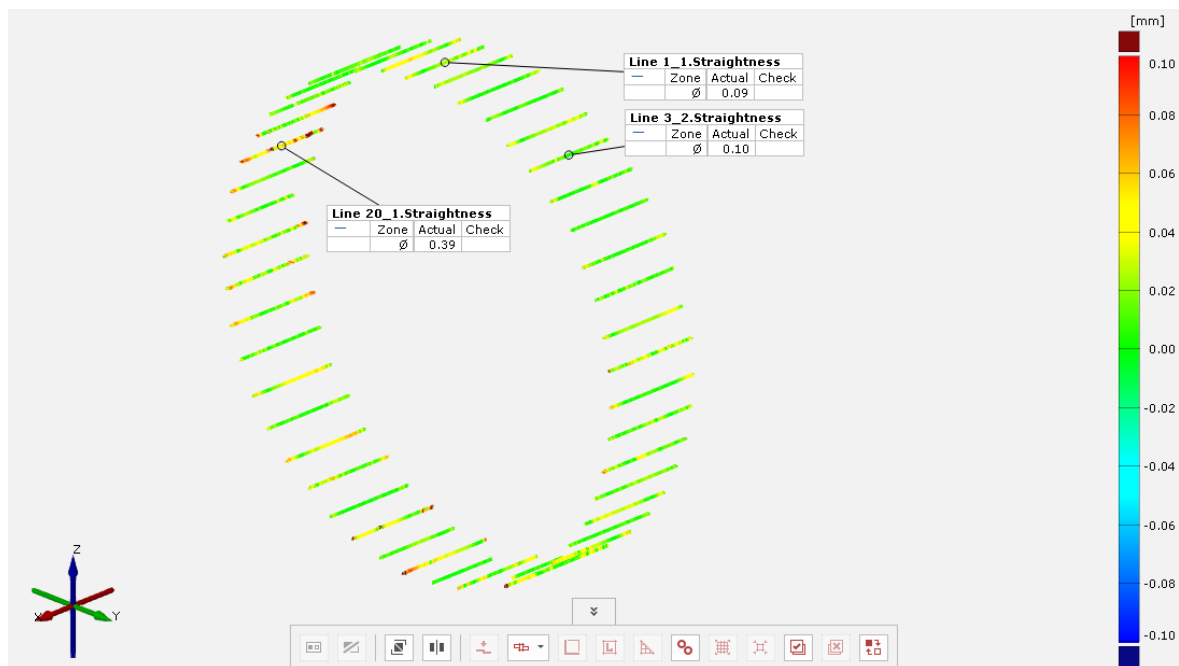 [mm]
Line 1_1.Straightness
Zone Actual Check
Ø 0.09
Line 3_2.Straightness
Zone Actual Check
Ø 0.10
Line 20_1.Straightness
Zone Actual Check
Ø 0.39
0.10
0.08
0.06
0.04
0.02
0.00
-0.02
-0.04
-0.06
-0.08
-0.10
Z
X
Y
L